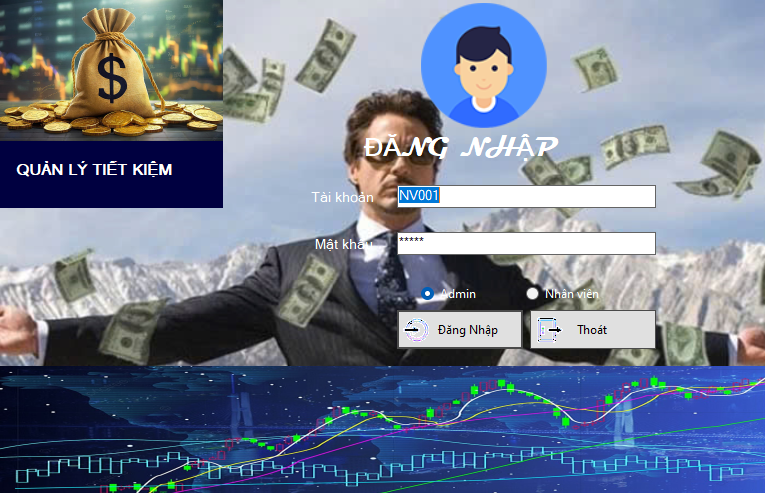 $
QUẢN LÝ TIẾT KIỆM
ĐĂNG NHẬP
Tài khoản
NV001
Mật khẩu
*****
Admin
Nhân viên
Đăng Nhập
Thoát